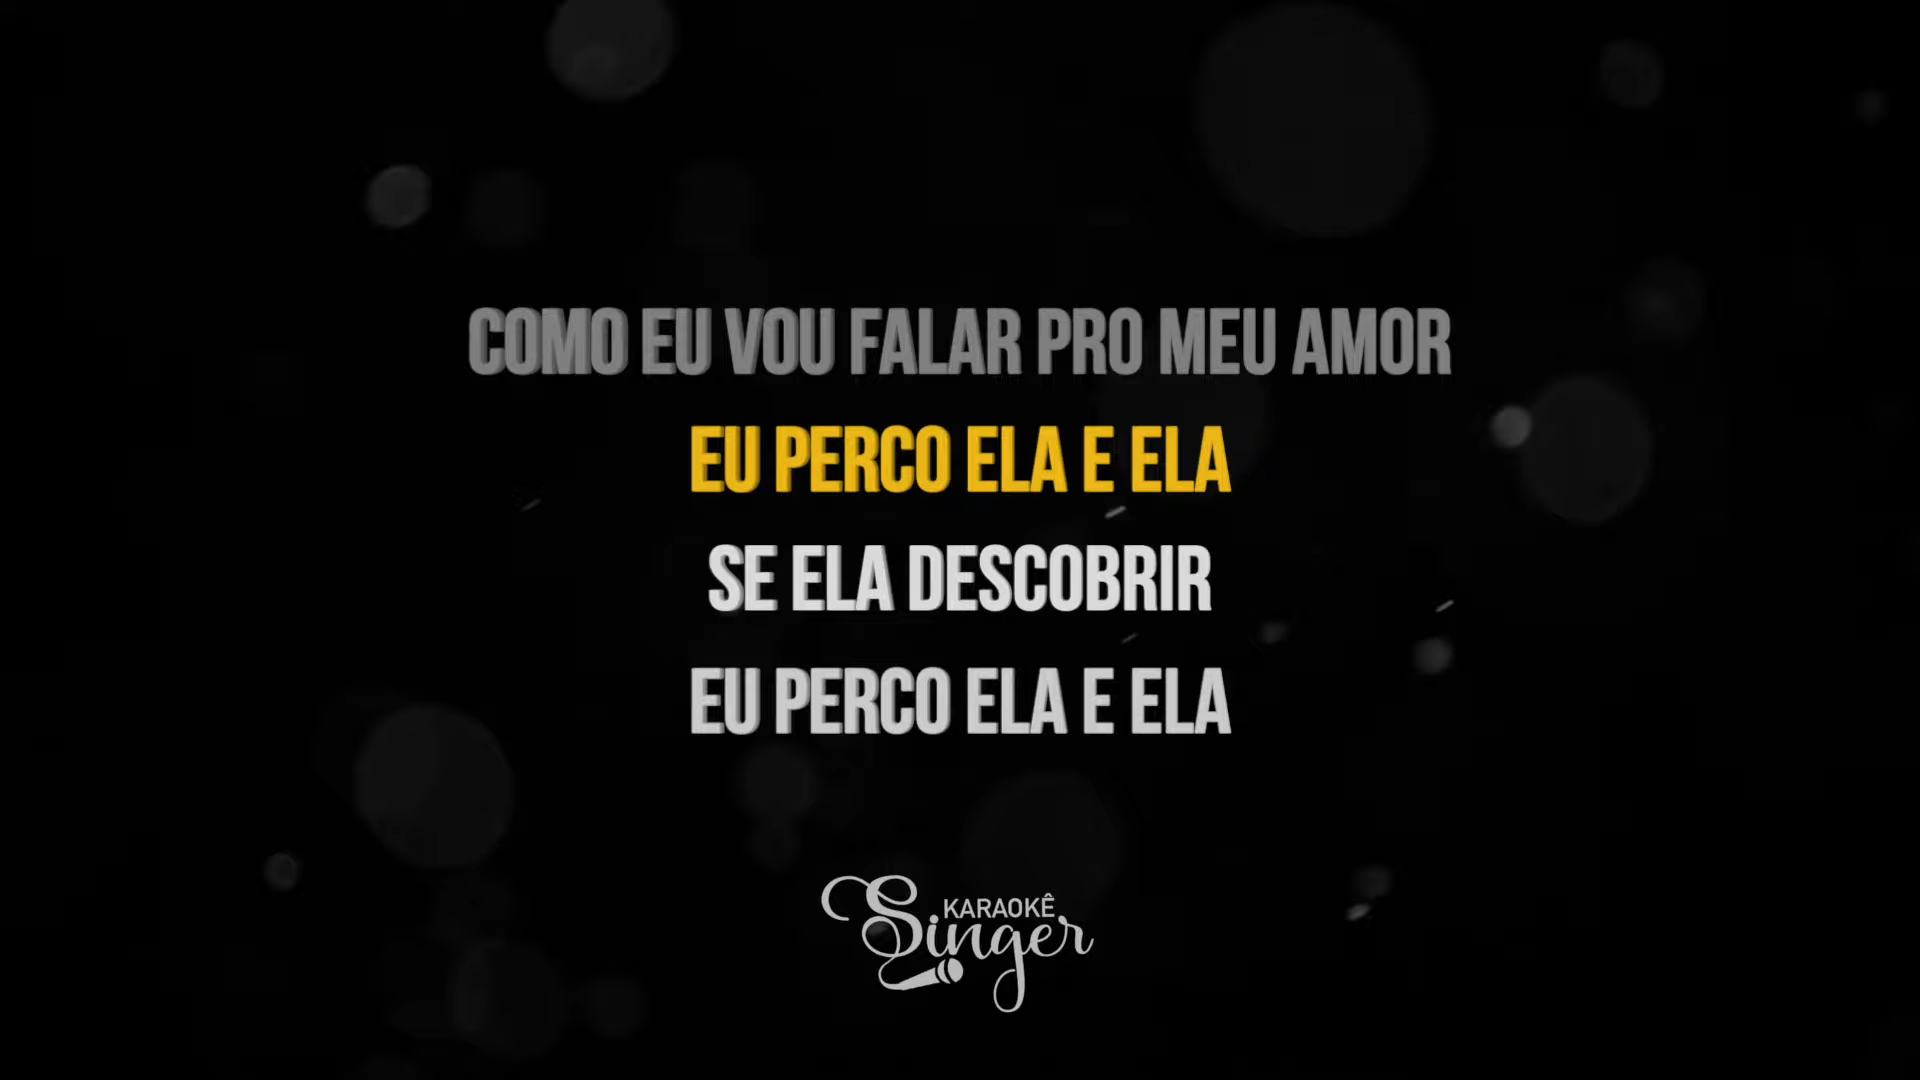 COMO EU VOU FALAR PRO MEU AMOR
EU PERCO ELA E ELA
SE ELA DESCOBRIR
EU PERCO ELA E ELA
KARAOKÊ
Singer